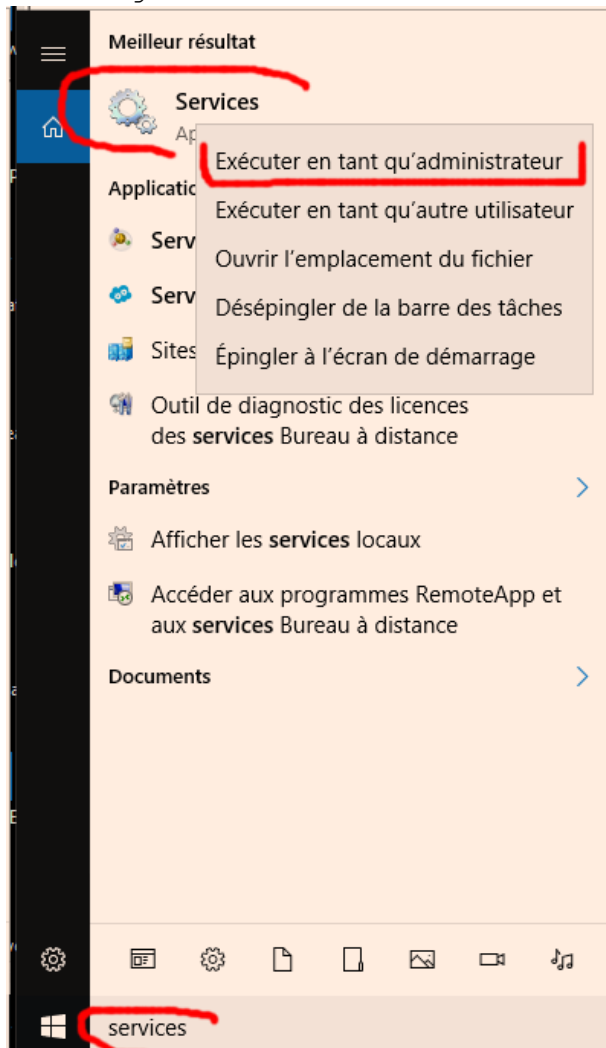 Meilleur résultat
Services
Ap
Exécuter en tant qu'administrateur
Applicatio
Exécuter en tant qu'autre utilisateur
Serv
Ouvrir l'emplacement du fichier
Serv
Désépingler de la barre des tâches
Sites
Épingler à l'écran de démarrage
Outil de diagnostic des licences
des services Bureau à distance
Paramètres
Afficher les services locaux
Accéder aux programmes RemoteApp et
aux services Bureau à distance
Documents
services